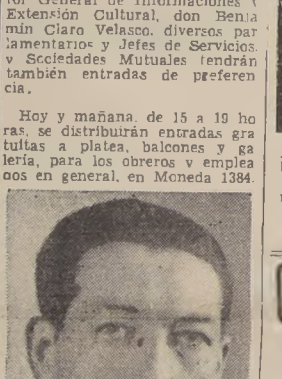 tor General de Informaciones y
Extensión Cultural, don Benja
min Claro Velasco, diversos par
lamentarios y Jefes de Servicios.
y Sociedades Mutuales tendrán
también entradas de preferen
cia.
Hoy y mañana, de 15 a 19 ho
ras, se distribuirán entradas gra
tuítas a platea, balcones y ga
lería, para los obreros y emplea
dos en general, en Moneda 1384.